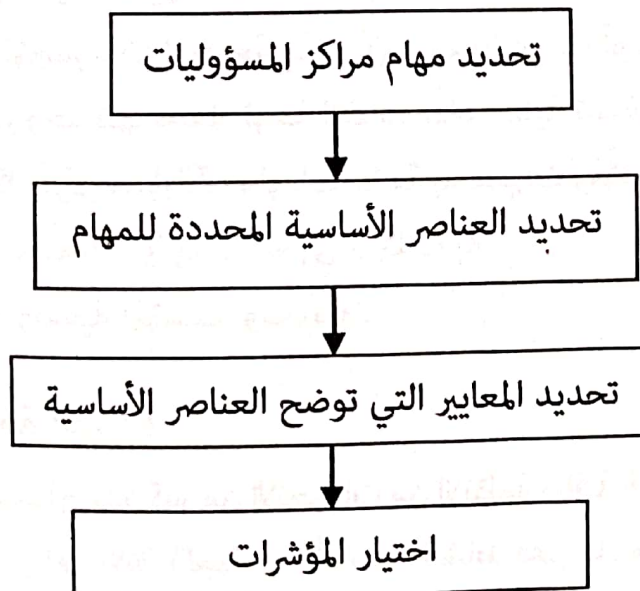 تحديد مهام مراكز المسؤوليات
تحديد العناصر الأساسية المحددة للمهام
تحديد المعايير التي توضح العناصر الأساسية
اختيار المؤشرات